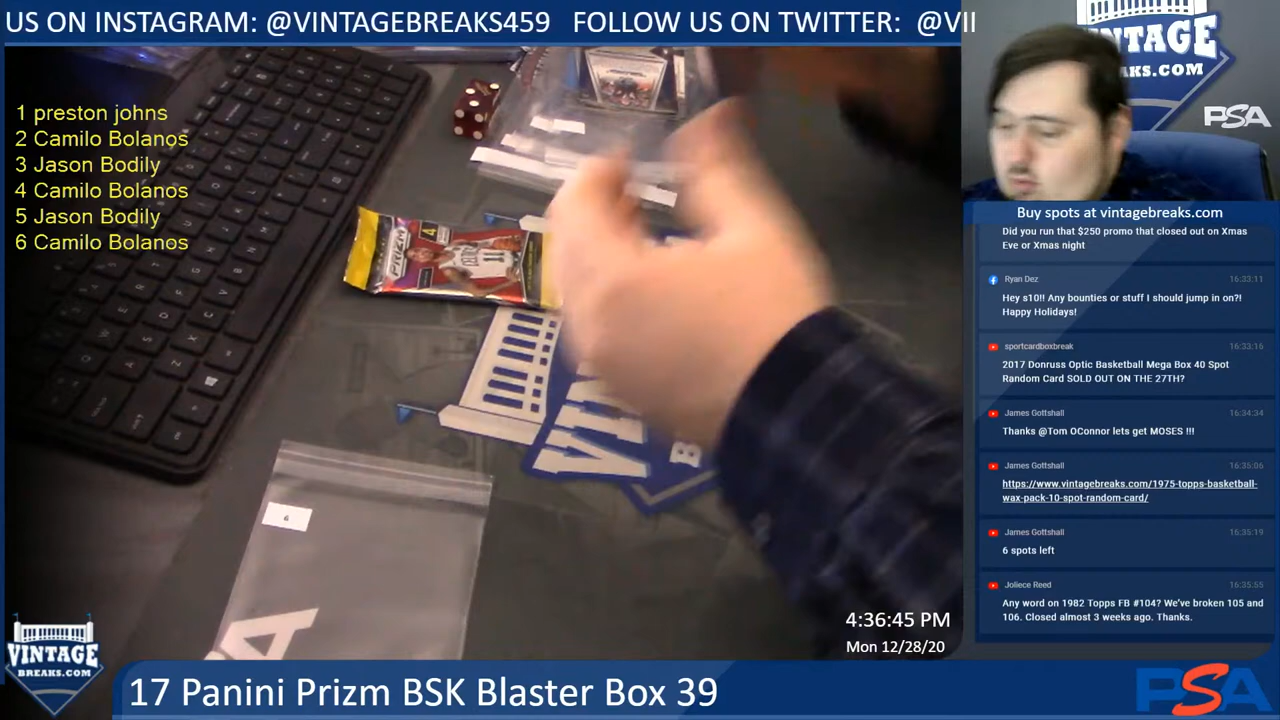 US ON INSTAGRAM: @VINTAGEBREAKS459 FOLLOW US ON TWITTER: @VII
VINTAGE
BREAKS.COM
PSA
1 preston johns
2 Camilo Bolanos
3 Jason Bodily
4 Camilo Bolanos
5 Jason Bodily
6 Camilo Bolanos
4
PRIZM
11
6
Buy spots at vintagebreaks.com
Did you run that $250 promo that closed out on Xmas
Eve or Xmas night
Ryan Dez 16:33:11
Hey s10!! Any bounties or stuff I should jump in on?!
Happy Holidays!
sportcardboxbreak 16:33:16
2017 Donruss Optic Basketball Mega Box 40 Spot
Random Card SOLD OUT ON THE 27TH?
James Gottshall 16:34:34
Thanks @Tom OConnor lets get MOSES !!!
James Gottshall 16:35:06
https://www.vintagebreaks.com/1975-topps-basketball-
wax-pack-10-spot-random-card/
James Gottshall 16:35:19
6 spots left
Joliece Reed 16:35:55
Any word on 1982 Topps FB #104? We've broken 105 and
106. Closed almost 3 weeks ago. Thanks.
4:36:45 PM
Mon 12/28/20
VINTAGE
BREAKS.COM
17 Panini Prizm BSK Blaster Box 39
PSA